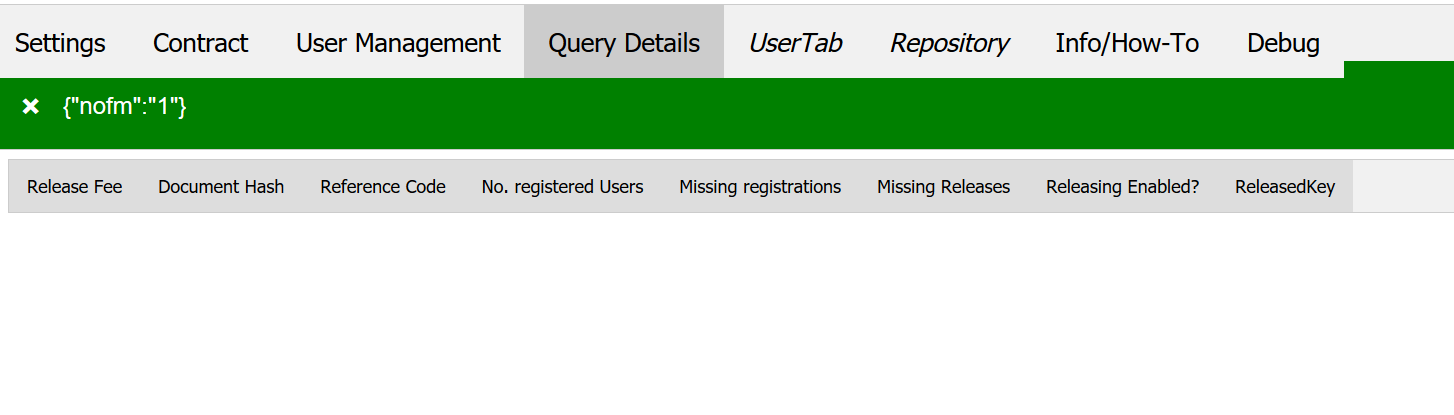 Settings Contract User Management Query Details UserTab Repository Info/How-To Debug
× {"nofm":"1"}
Release Fee Document Hash Reference Code No. registered Users Missing registrations Missing Releases Releasing Enabled? ReleasedKey